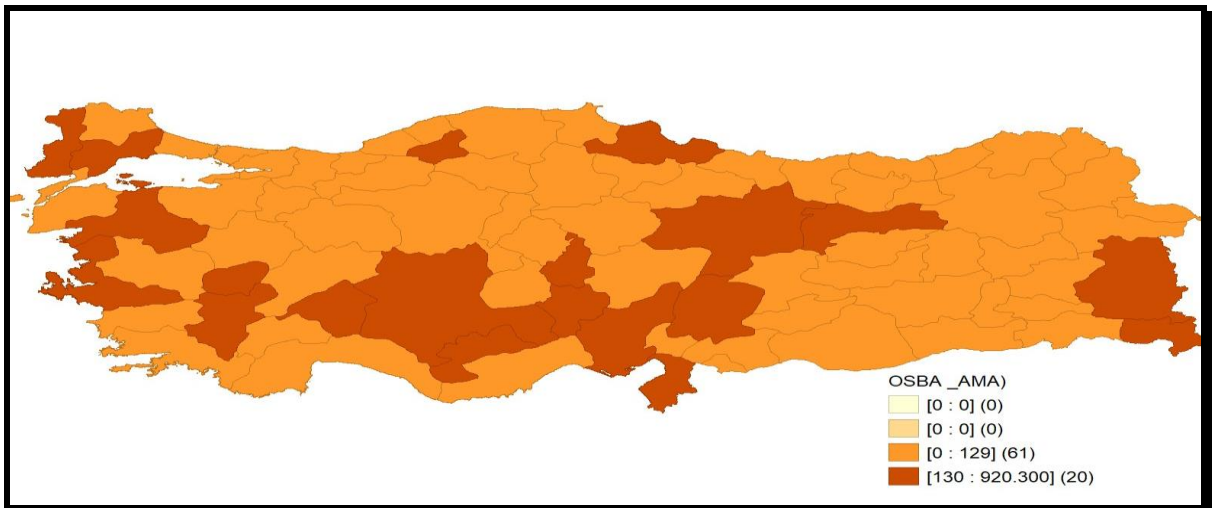 OSBA _AMA)
[0 : 0] (0)
[0 : 0] (0)
[0 : 129] (61)
[130 : 920.300] (20)